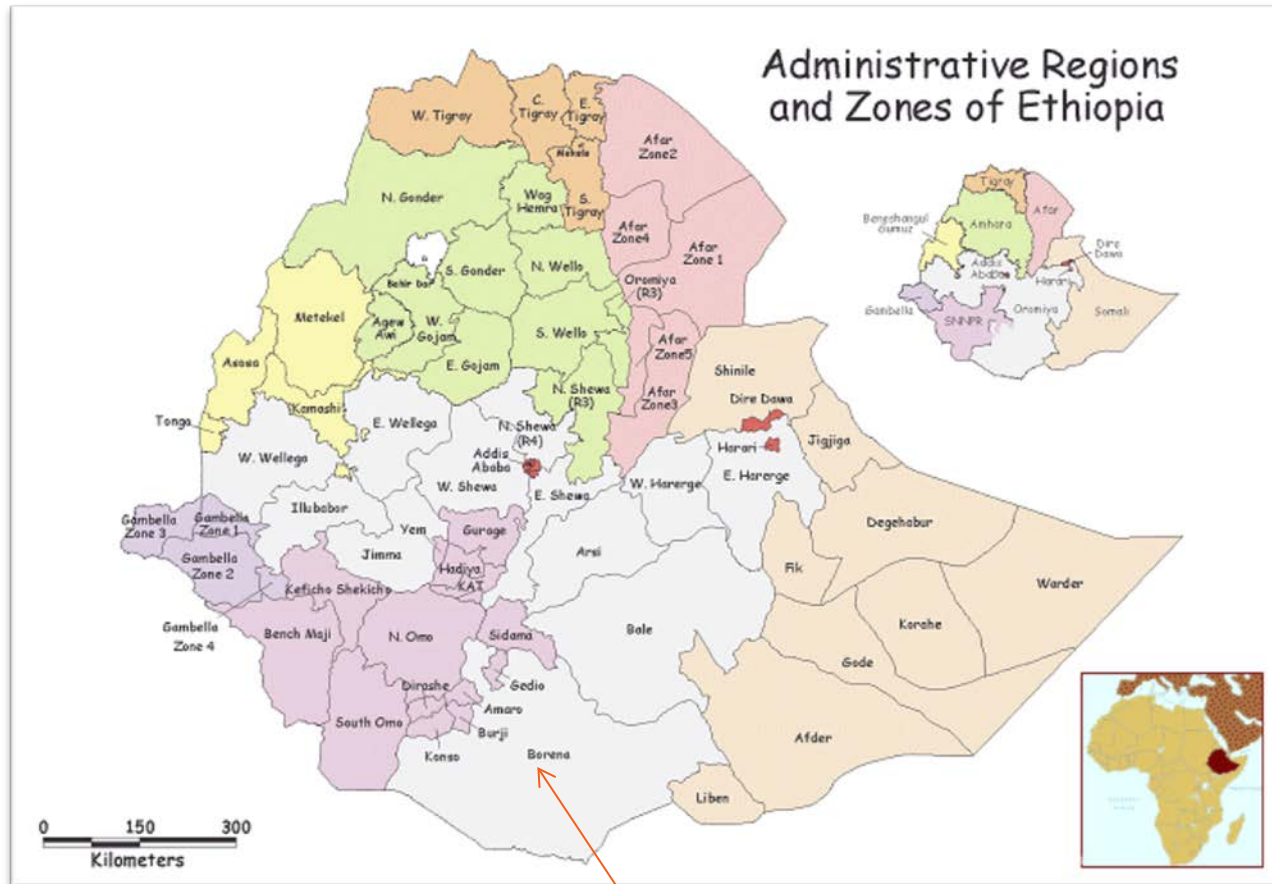 Administrative Regions
and Zones of Ethiopia
W. Tigray
C.
Tigray
E.
Tigray
Mekele
S.
Tigray
Afar
Zone2
N. Gonder
Wag
Hemra
Afar
Zone4
Afar
Zone 1
S. Gonder
N. Wello
Bahir Dar
Oromiya
(R3)
Metekel
Agew
Awi
W.
Gojam
S. Wello
E. Gojam
Afar
Zone5
Asosa
N. Shewa
(R3)
Afar
Zone3
Shinile
Dire Dawa
Kamashi
Tonga
E. Wellega
N. Shewa
(R4)
Harari
Jigjiga
W. Wellega
Addis
Ababa
W. Shewa
E. Shewa
W. Harerge
E. Harerge
Illubabor
Gambella
Zone 3
Gambella
Zone 1
Yem
Gurage
Degehabur
Gambella
Zone 2
Jimma
Hadiya
KAT
Arsi
Fik
Keficho Shekicho
Warder
Gambella
Zone 4
Bench Maji
N. Omo
Sidama
Bale
Korahe
Gode
Gedio
Dirashe
Amaro
South Omo
Burji
Konso
Borena
Afder
Liben
Tigray
Afar
Benishangul
Gumuz
Amhara
Dire
Dawa
Addis
Ababa
Harari
Gambella
SNNPR
Oromiya
Somali
0 150 300
Kilometers